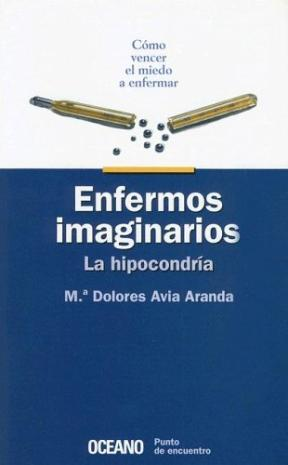 Cómo
vencer
el miedo
a enfermar
Enfermos
imaginarios
La hipocondría
M.ª Dolores Avia Aranda
OCEANO
Punto
de encuentro